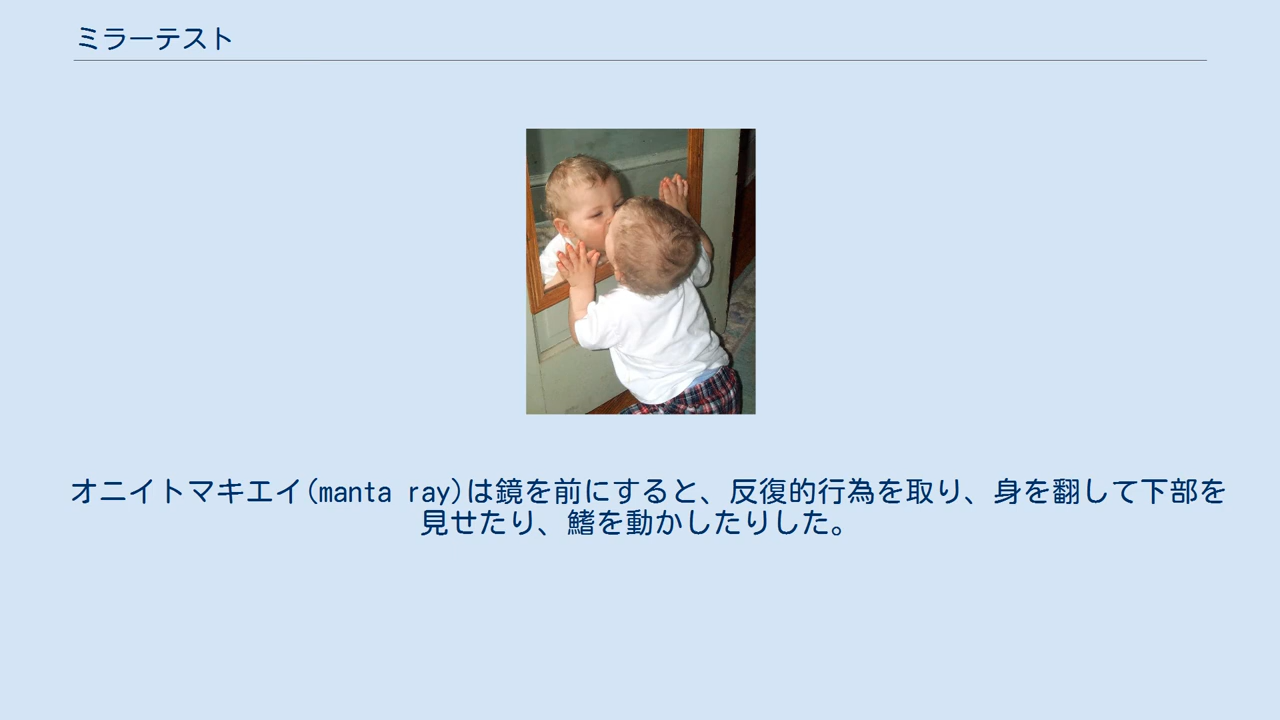 ミラーテスト
オニイトマキエイ(manta ray)は鏡を前にすると、反復的行為を取り、身を翻して下部を
見せたり、鰭を動かしたりした。